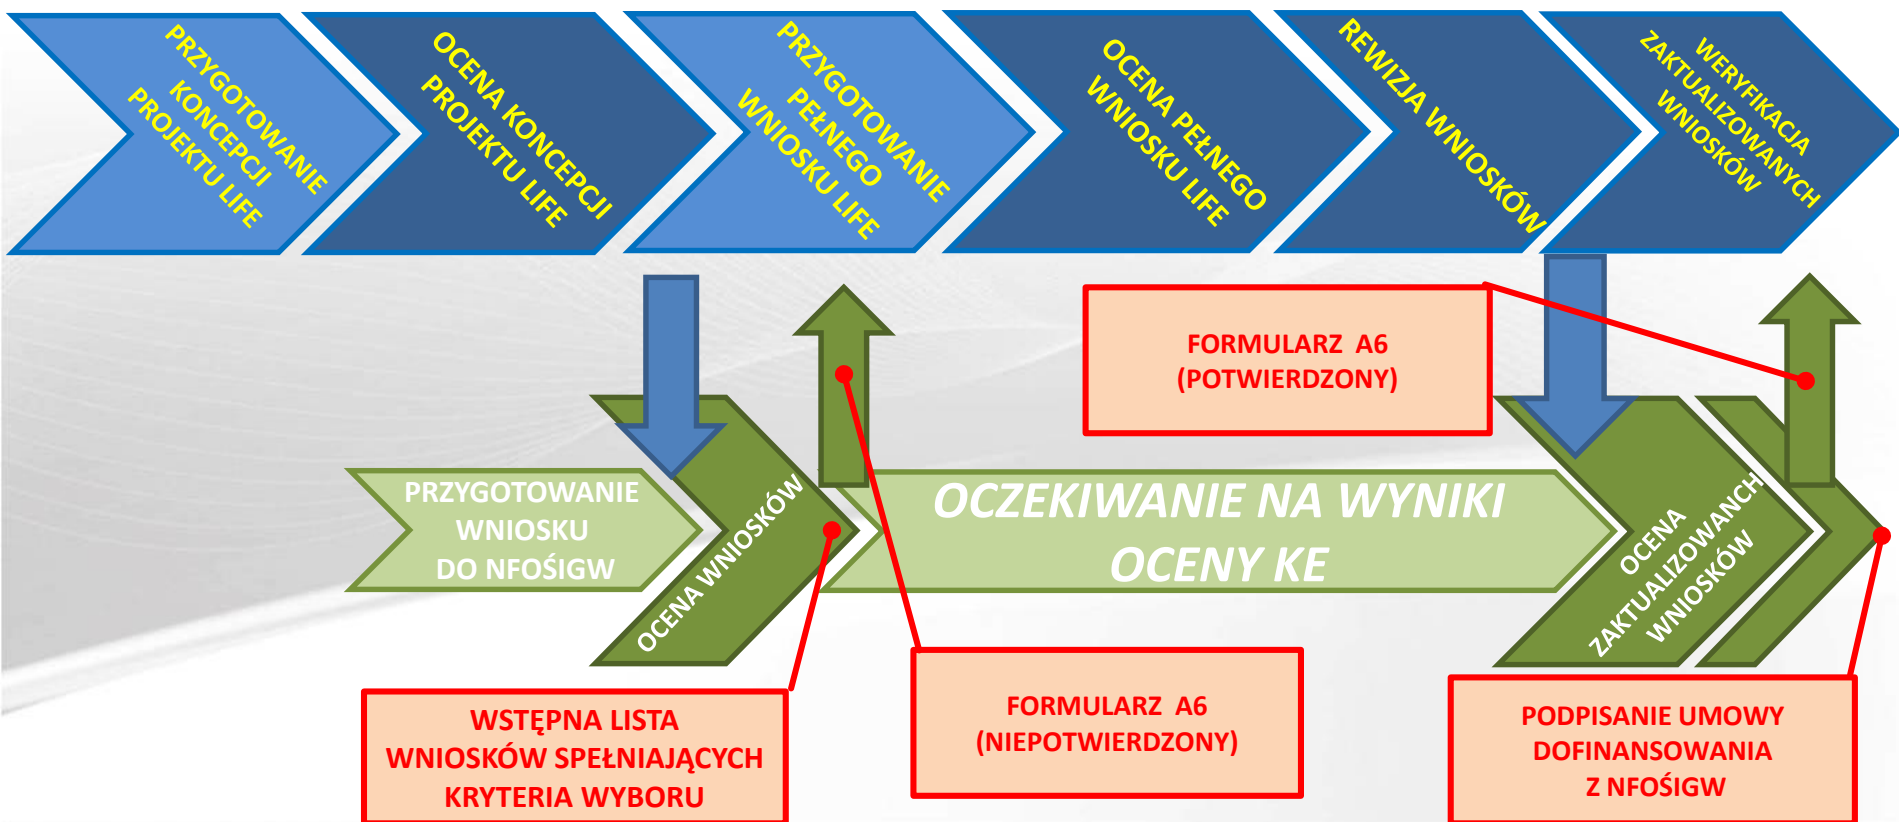 PRZYGOTOWANIE
KONCEPCJI
PROJEKTU LIFE
OCENA KONCEPCJI
PROJEKTU LIFE
PRZYGOTOWANIE
PEŁNEGO
WNIOSKU LIFE
OCENA PEŁNEGO
WNIOSKU LIFE
REWIZJA WNIOSKÓW
WERYFIKACJA
ZAKTUALIZOWANYCH
WNIOSKÓW
FORMULARZ A6
(POTWIERDZONY)
PRZYGOTOWANIE
WNIOSKU
DO NFOŚIGW
OCENA WNIOSKÓW
OCZEKIWANIE NA WYNIKI
OCENY KE
OCENA
ZAKTUALIZOWANCH
WNIOSKÓW
WSTĘPNA LISTA
WNIOSKÓW SPEŁNIAJĄCYCH
KRYTERIA WYBORU
FORMULARZ A6
(NIEPOTWIERDZONY)
PODPISANIE UMOWY
DOFINANSOWANIA
Z NFOŚIGW